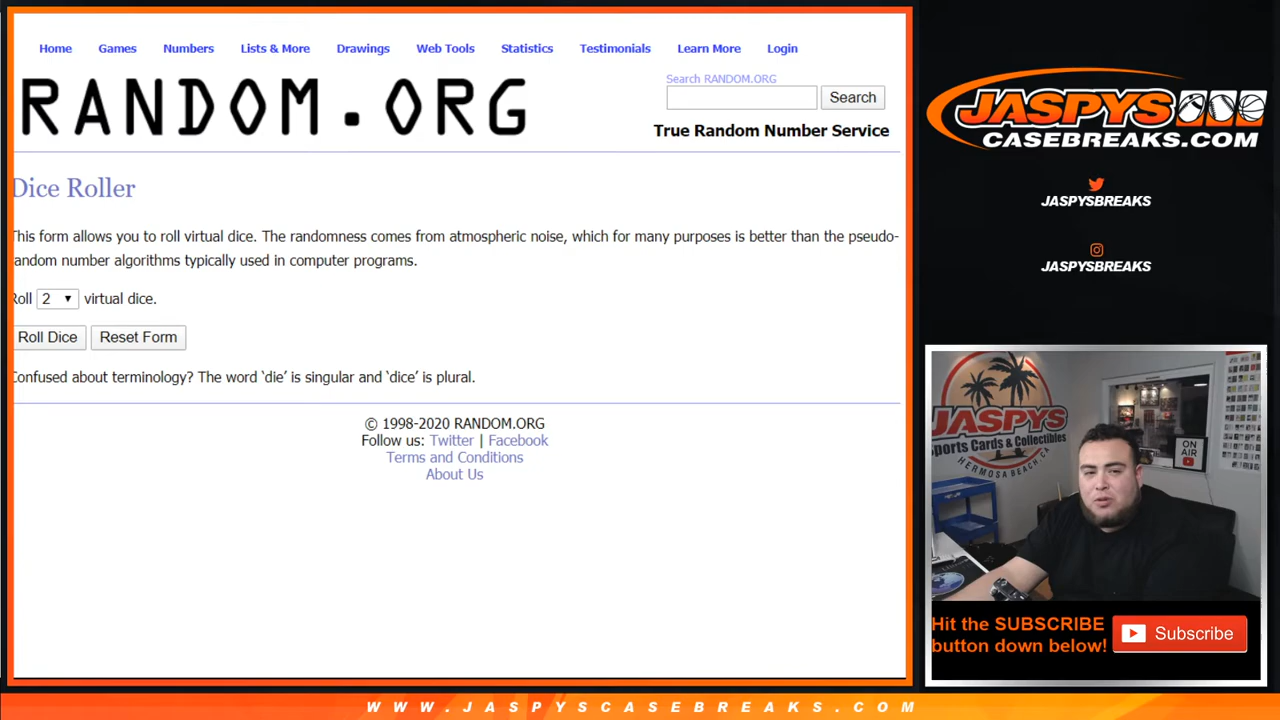 Home Games Numbers Lists & More Drawings Web Tools Statistics Testimonials Learn More Login
RANDOM.ORG
Search RANDOM.ORG
Search
True Random Number Service
Dice Roller
This form allows you to roll virtual dice. The randomness comes from atmospheric noise, which for many purposes is better than the pseudo-
random number algorithms typically used in computer programs.
Roll 2 virtual dice.
Roll Dice Reset Form
Confused about terminology? The word ‘die’ is singular and ‘dice’ is plural.
© 1998-2020 RANDOM.ORG
Follow us: Twitter | Facebook
Terms and Conditions
About Us
JASPYS
CASEBREAKS.COM
JASPYSBREAKS
JASPYSBREAKS
JASPYS
Sports Cards & Collectibles
HERMOSA BEACH, CA
ON
AIR
Hit the SUBSCRIBE
button down below!
Subscribe
WWW.JASPYSCASEBREAKS.COM